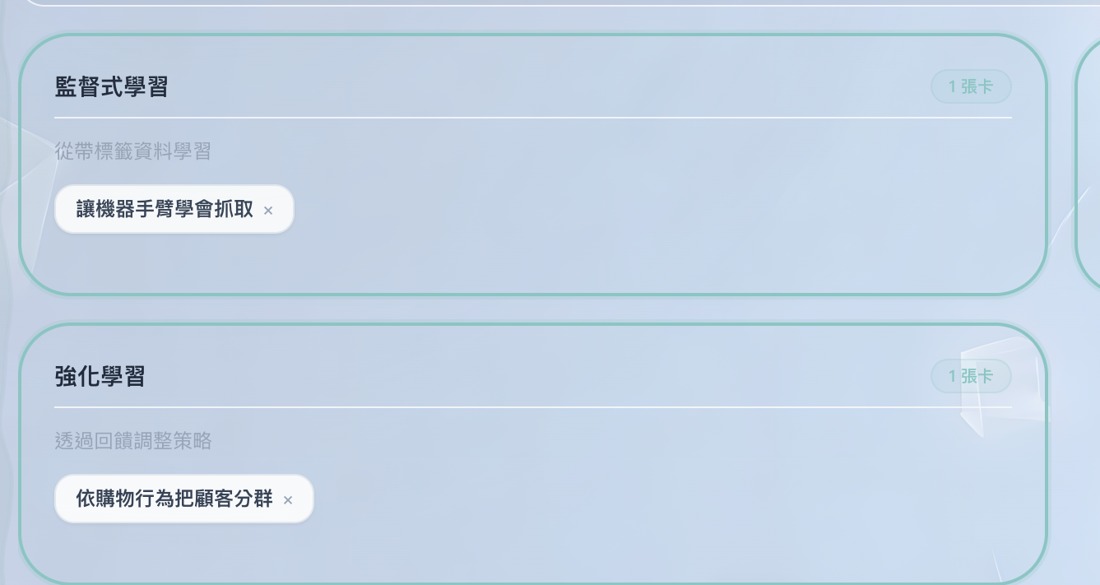 監督式學習
1 張卡
從帶標籤資料學習
讓機器手臂學會抓取 ×
強化學習
1 張卡
透過回饋調整策略
依購物行為把顧客分群 ×